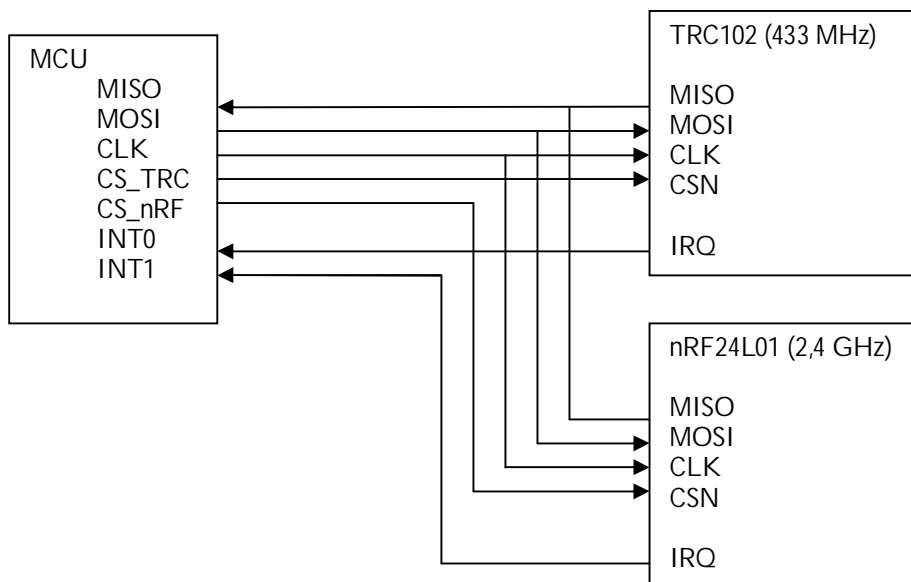 MCU
MISO
MOSI
CLK
CS_TRC
CS_nRF
INT0
INT1
TRC102 (433 MHz)
MISO
MOSI
CLK
CSN
IRQ
nRF24L01 (2,4 GHz)
MISO
MOSI
CLK
CSN
IRQ